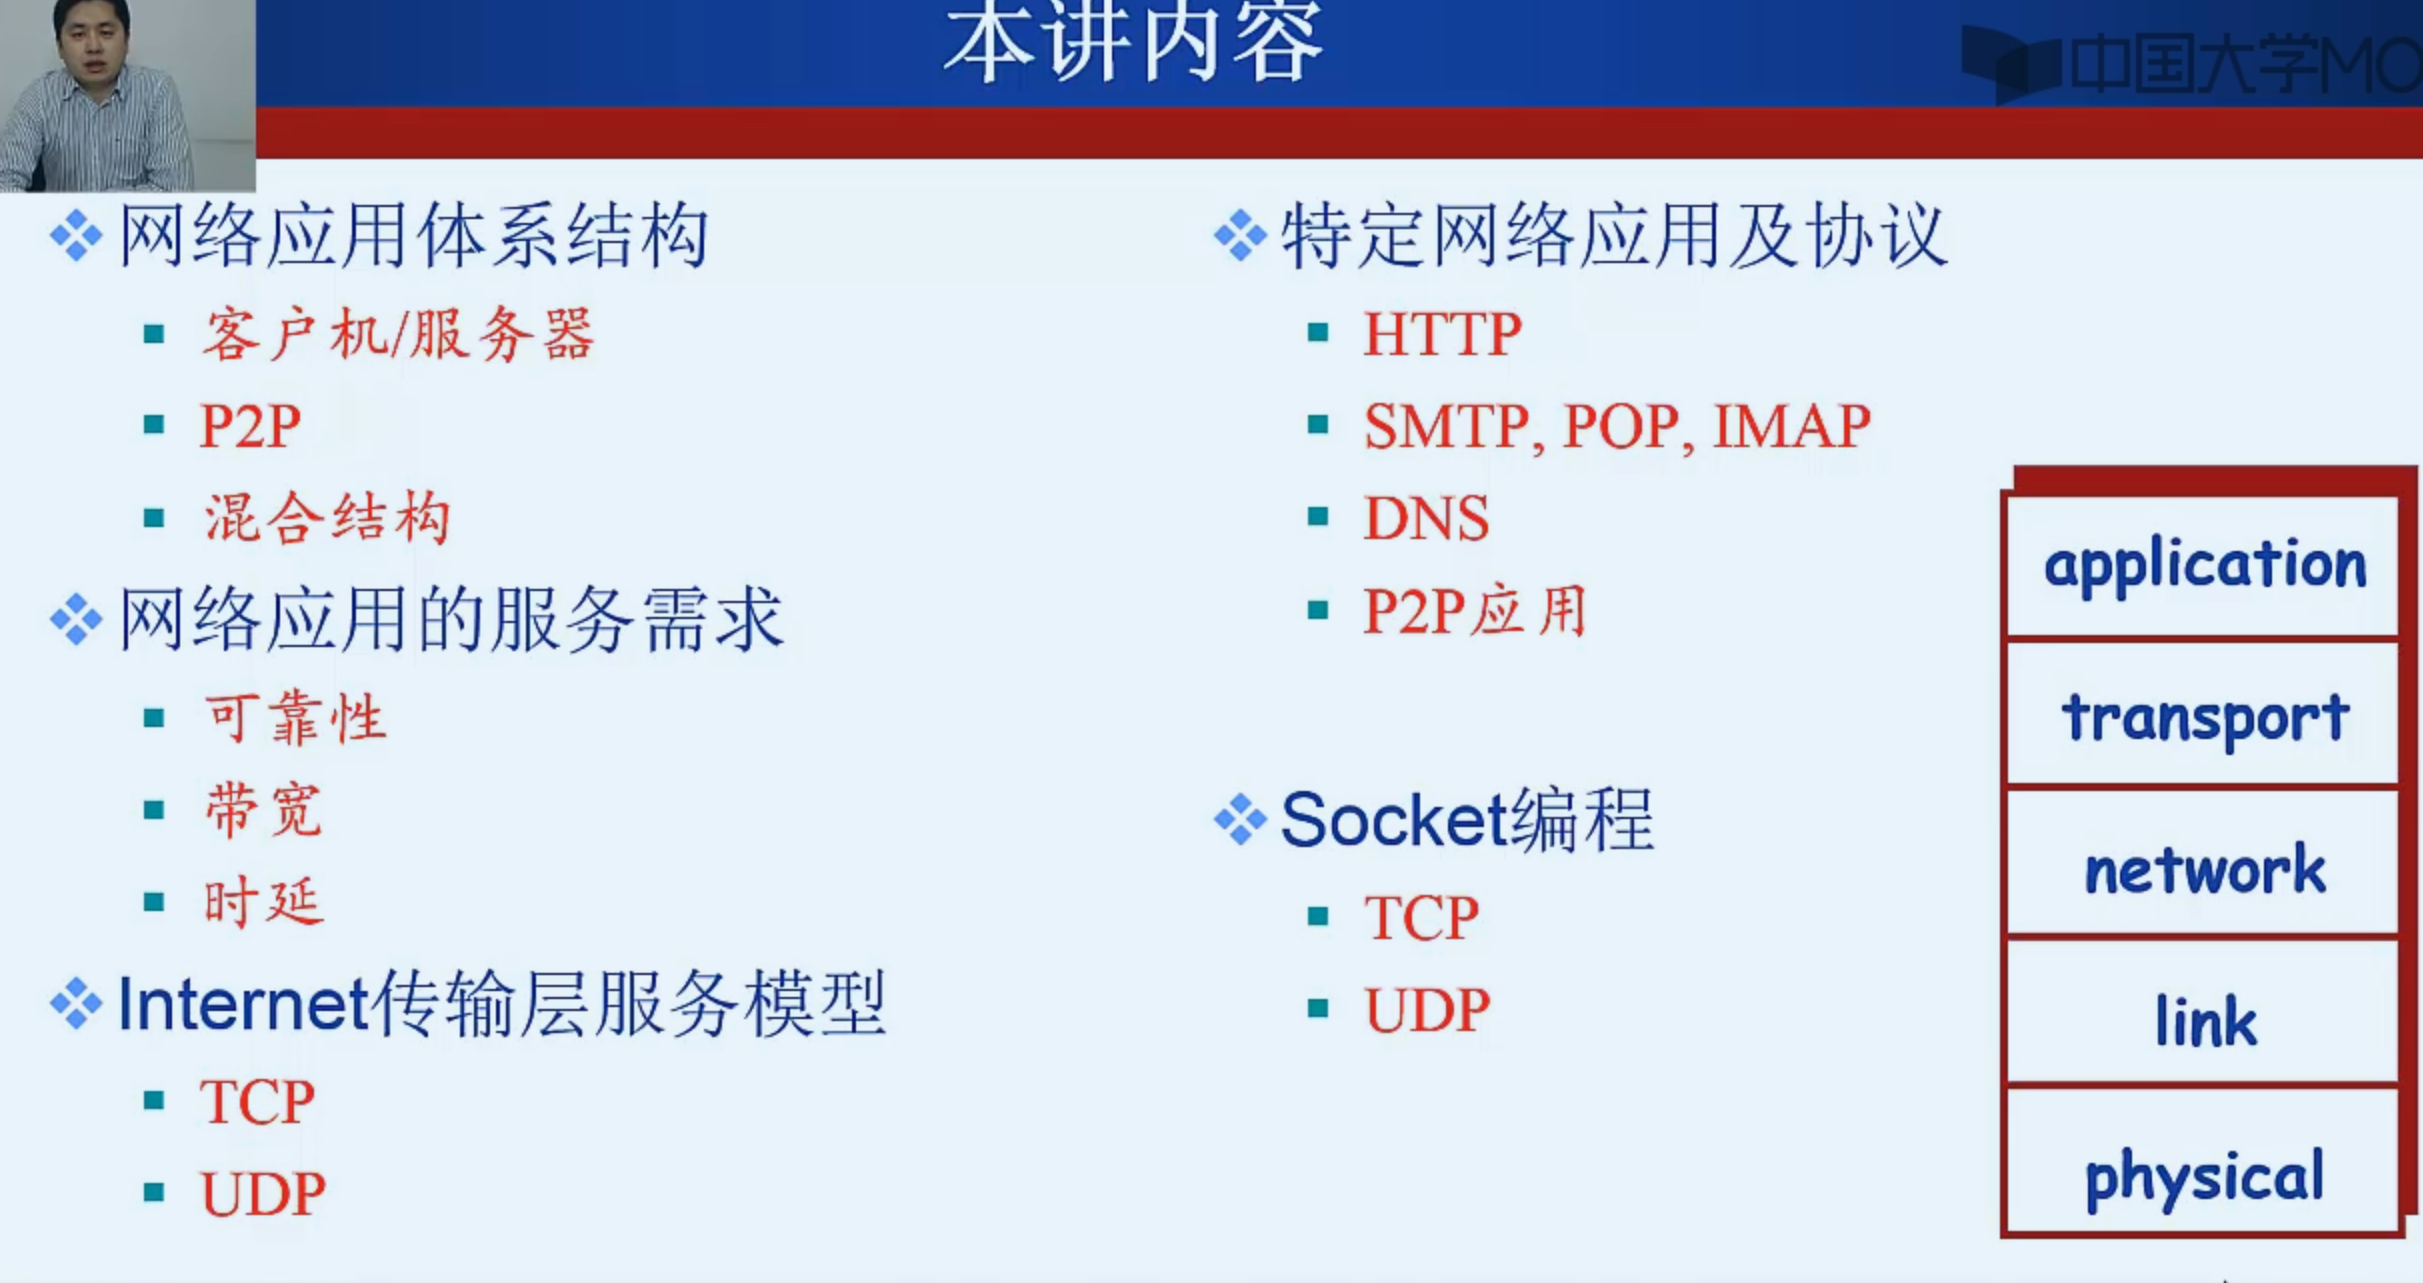 本讲内容
中国大学MO
网络应用体系结构
客户机/服务器
P2P
混合结构
网络应用的服务需求
可靠性
带宽
时延
Internet传输层服务模型
TCP
UDP
特定网络应用及协议
HTTP
SMTP, POP, IMAP
DNS
P2P应用
Socket编程
TCP
UDP
application
transport
network
link
physical